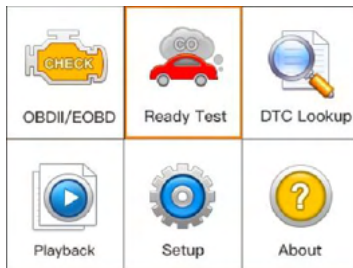 CHECK
CO
OBDII/EOBD
Ready Test
DTC Lookup
?
Playback
Setup
About